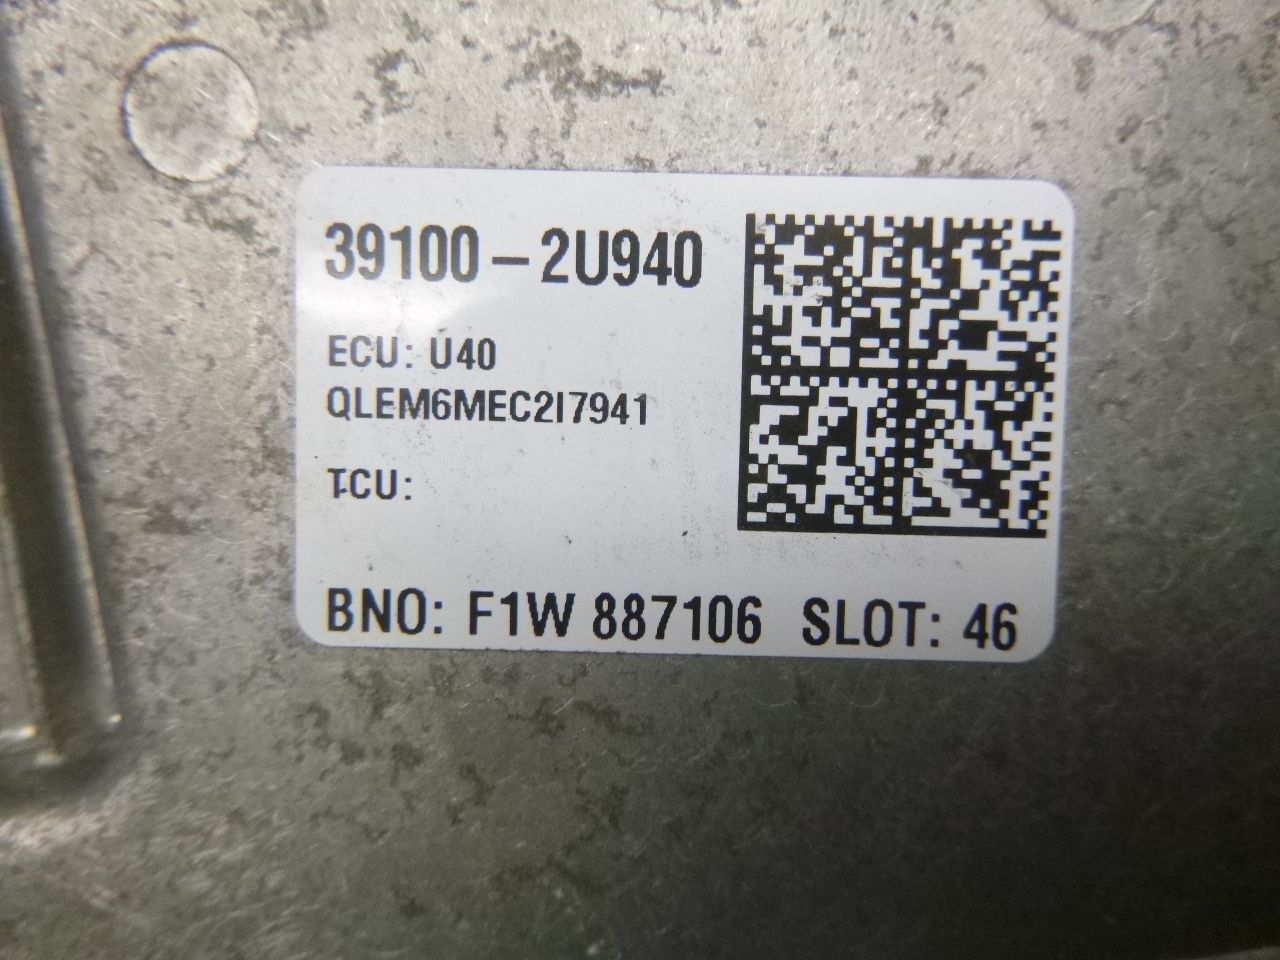 39100-2U940
ECU: U40
QLEM6MEC2I7941
TCU:
BNO: F1W 887106 SLOT: 46